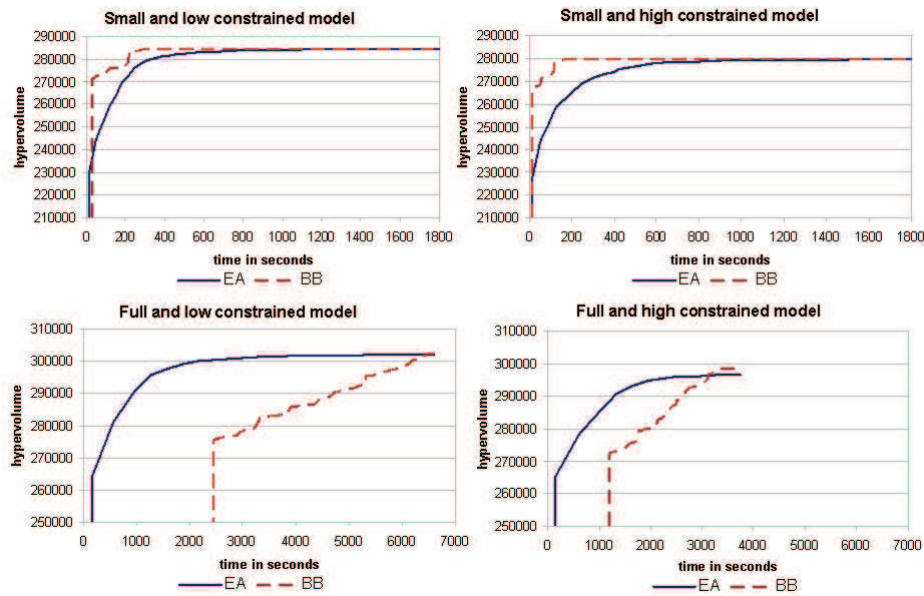 Small and low constrained model
hypervolume
290000
280000
270000
260000
250000
240000
230000
220000
210000
0 200 400 600 800 1000 1200 1400 1600 1800
time in seconds
EA BB
Small and high constrained model
hypervolume
290000
280000
270000
260000
250000
240000
230000
220000
210000
0 200 400 600 800 1000 1200 1400 1600 1800
time in seconds
EA BB
Full and low constrained model
hypervolume
310000
300000
290000
280000
270000
260000
250000
0 1000 2000 3000 4000 5000 6000 7000
time in seconds
EA BB
Full and high constrained model
hypervolume
310000
300000
290000
280000
270000
260000
250000
0 1000 2000 3000 4000 5000 6000 7000
time in seconds
EA BB